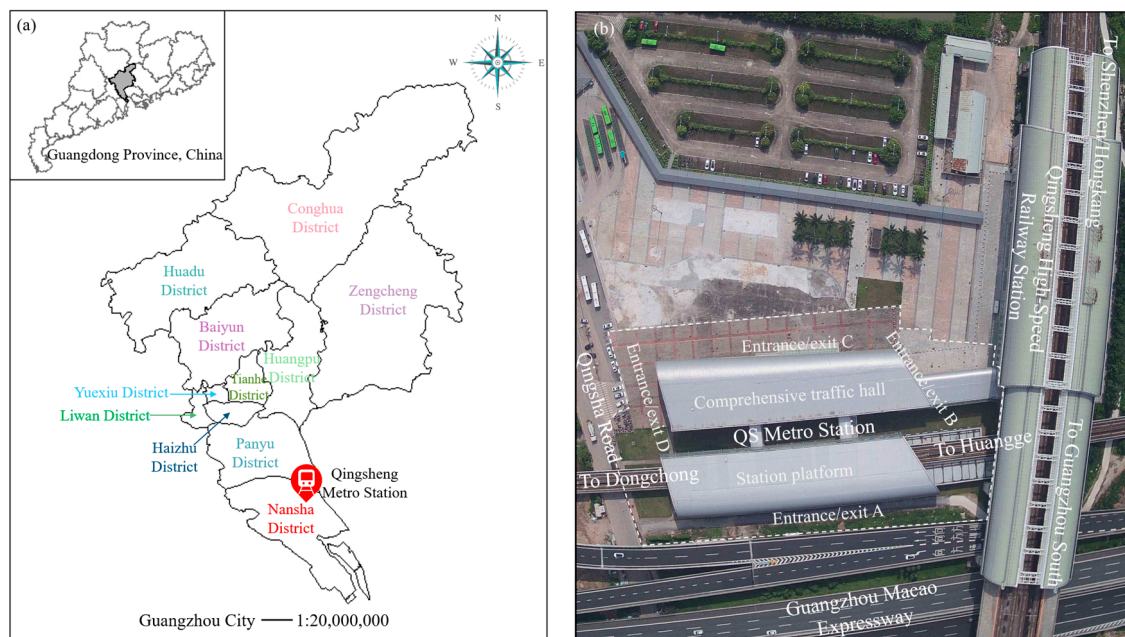 (a)
N
W
E
S
Guangdong Province, China
Conghua
District
Huadu
District
Zengcheng
District
Baiyun
District
Huangpu
District
Tianhe
District
Yuexiu District
Liwan District
Haizhu
District
Panyu
District
Qingsheng
Metro Station
Nansha
District
Guangzhou City
1:20,000,000
(b)
To Shenzhen/Hongkang
Qingsheng High-Speed
Railway Station
Entrance/exit C
Entrance/exit B
Entrance/exit D
Qingsha Road
Comprehensive traffic hall
QS Metro Station
To Huangge
To Dongchong
Station platform
Entrance/exit A
To Guangzhou South
Guangzhou Macao
Expressway